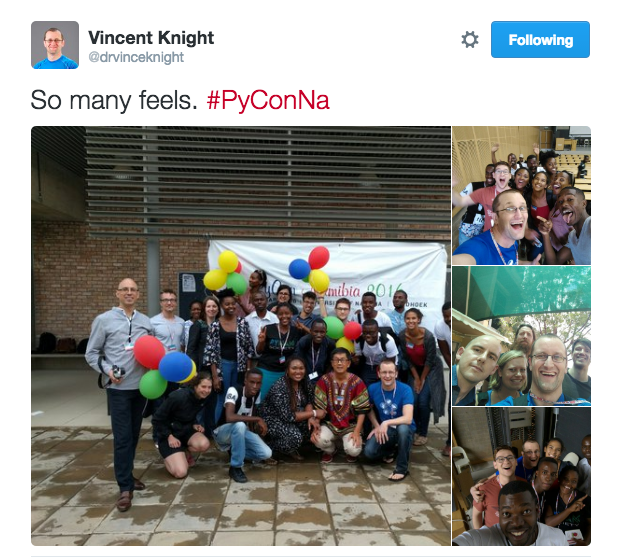 Vincent Knight
@drvinceknight
Following
So many feels. #PyConNa
Namibia 2016